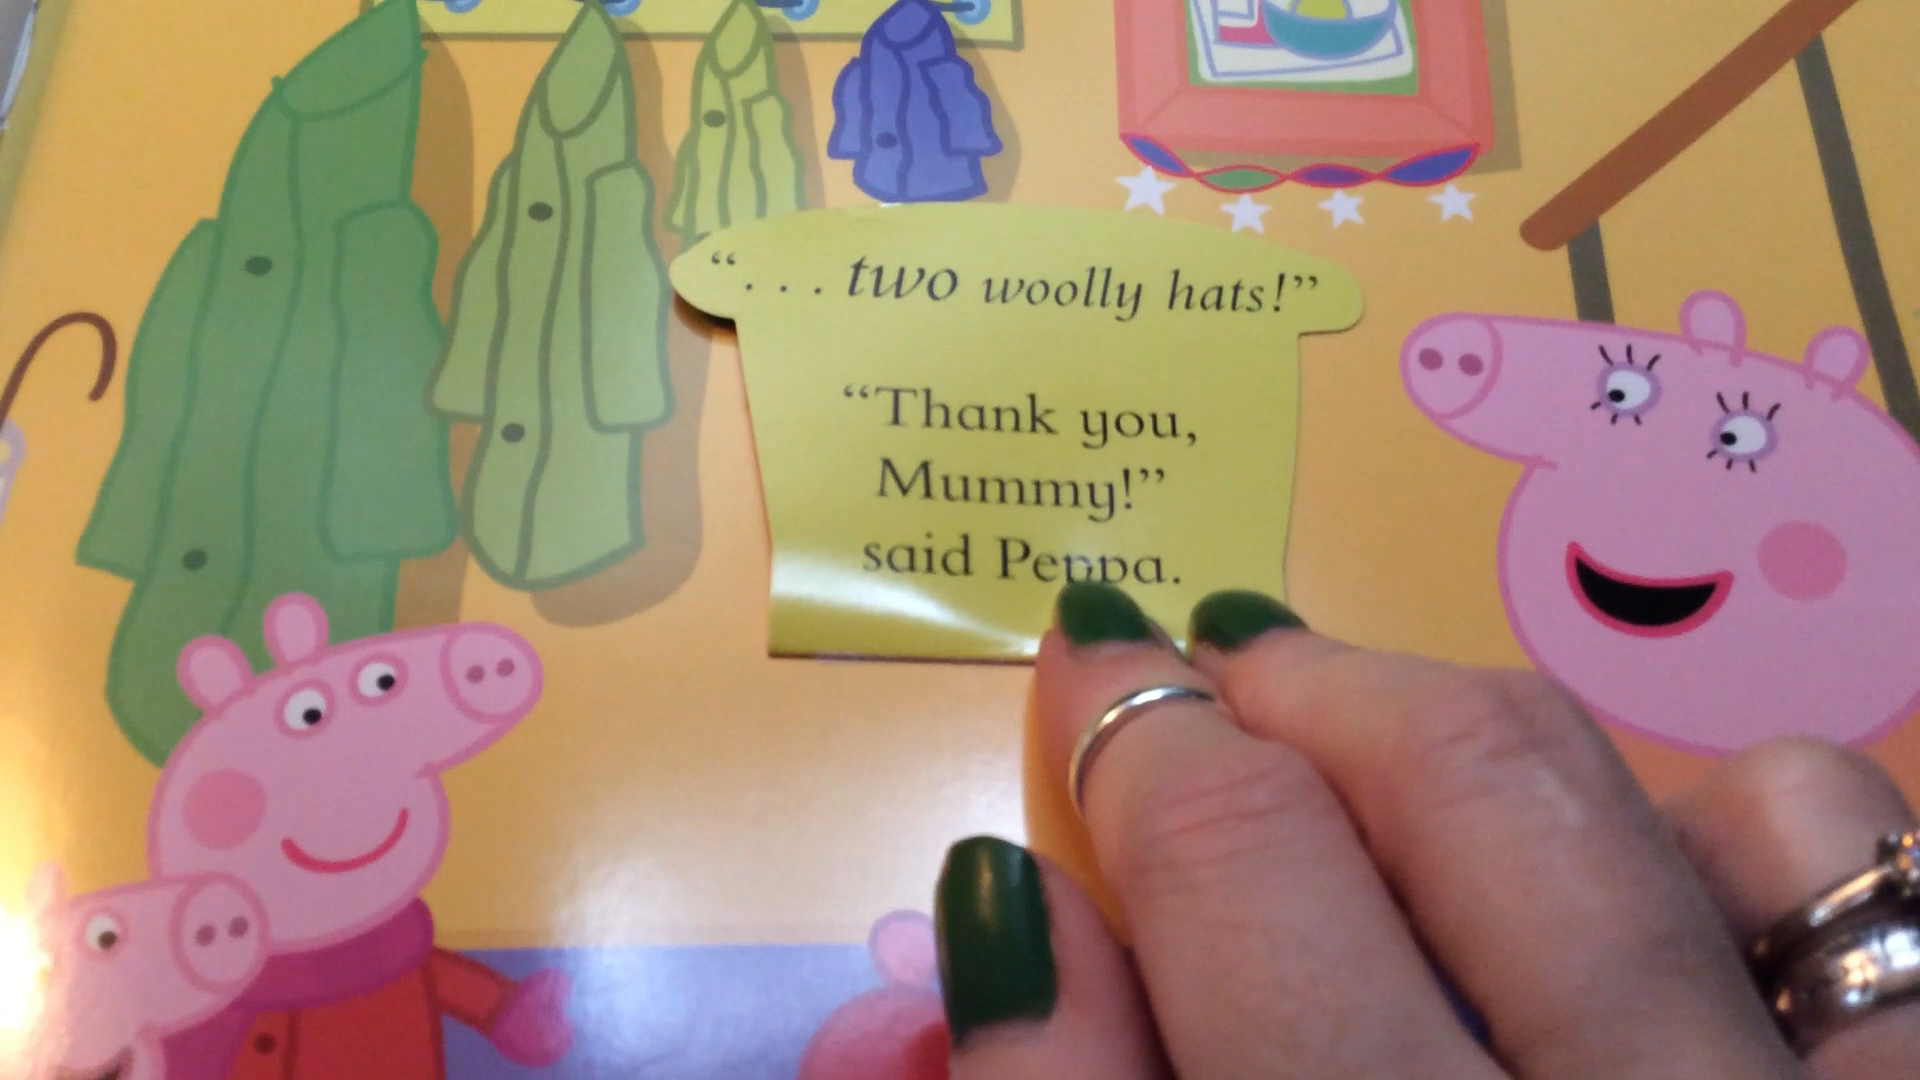 “. . . two woolly hats!”
“Thank you,
Mummy!”
said Peppa.